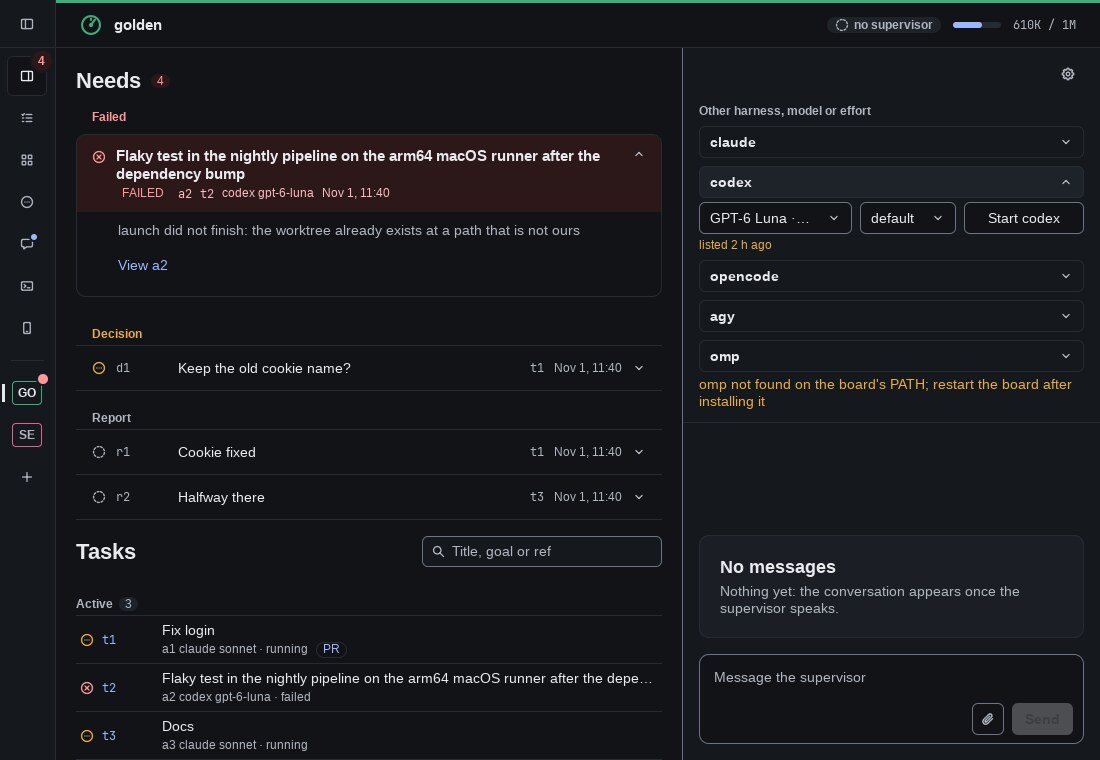 golden
no supervisor
610K / 1M
4
GO
SE
Needs 4
Failed
Flaky test in the nightly pipeline on the arm64 macOS runner after the
dependency bump
FAILED a2 t2 codex gpt-6-luna Nov 1, 11:40
launch did not finish: the worktree already exists at a path that is not ours
View a2
Decision
d1 Keep the old cookie name? t1 Nov 1, 11:40
Report
r1 Cookie fixed t1 Nov 1, 11:40
r2 Halfway there t3 Nov 1, 11:40
Tasks
Title, goal or ref
Active 3
t1 Fix login
a1 claude sonnet · running PR
t2 Flaky test in the nightly pipeline on the arm64 macOS runner after the depe…
a2 codex gpt-6-luna · failed
t3 Docs
a3 claude sonnet · running
Other harness, model or effort
claude
codex
GPT-6 Luna ·… default Start codex
listed 2 h ago
opencode
agy
omp
omp not found on the board's PATH; restart the board after
installing it
No messages
Nothing yet: the conversation appears once the
supervisor speaks.
Message the supervisor
Send